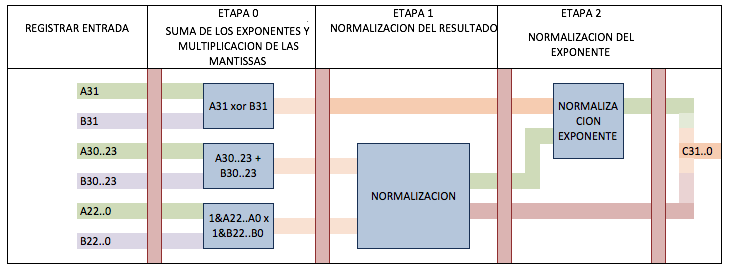 REGISTRAR ENTRADA
ETAPA 0
SUMA DE LOS EXPONENTES Y
MULTIPLICACION DE LAS
MANTISSAS
ETAPA 1
NORMALIZACION DEL RESULTADO
ETAPA 2
NORMALIZACION DEL
EXPONENTE
A31
B31
A31 xor B31
NORMALIZA
CION
EXPONENTE
A30..23
B30..23
A30..23 +
B30..23
NORMALIZACION
C31..0
A22..0
B22..0
1&A22..A0 x
1&B22..B0